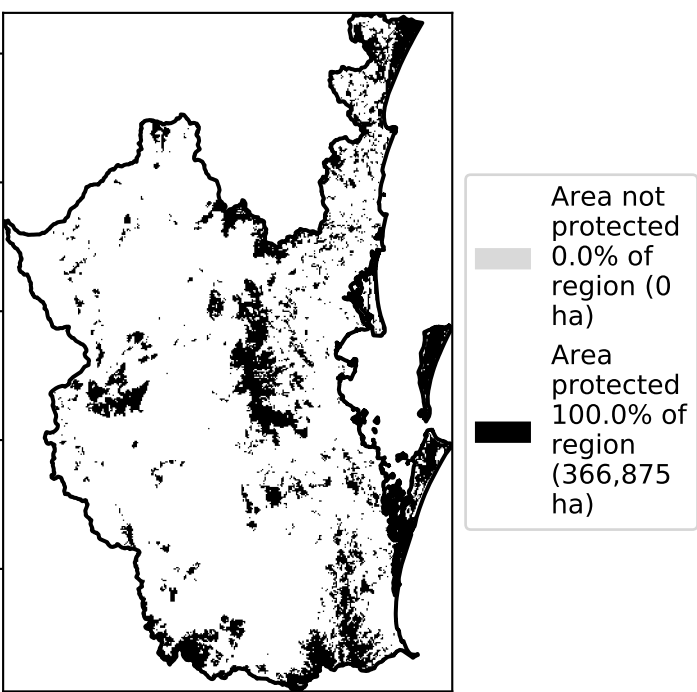 Area not
protected
0.0% of
region (0
ha)
Area
protected
100.0% of
region
(366,875
ha)